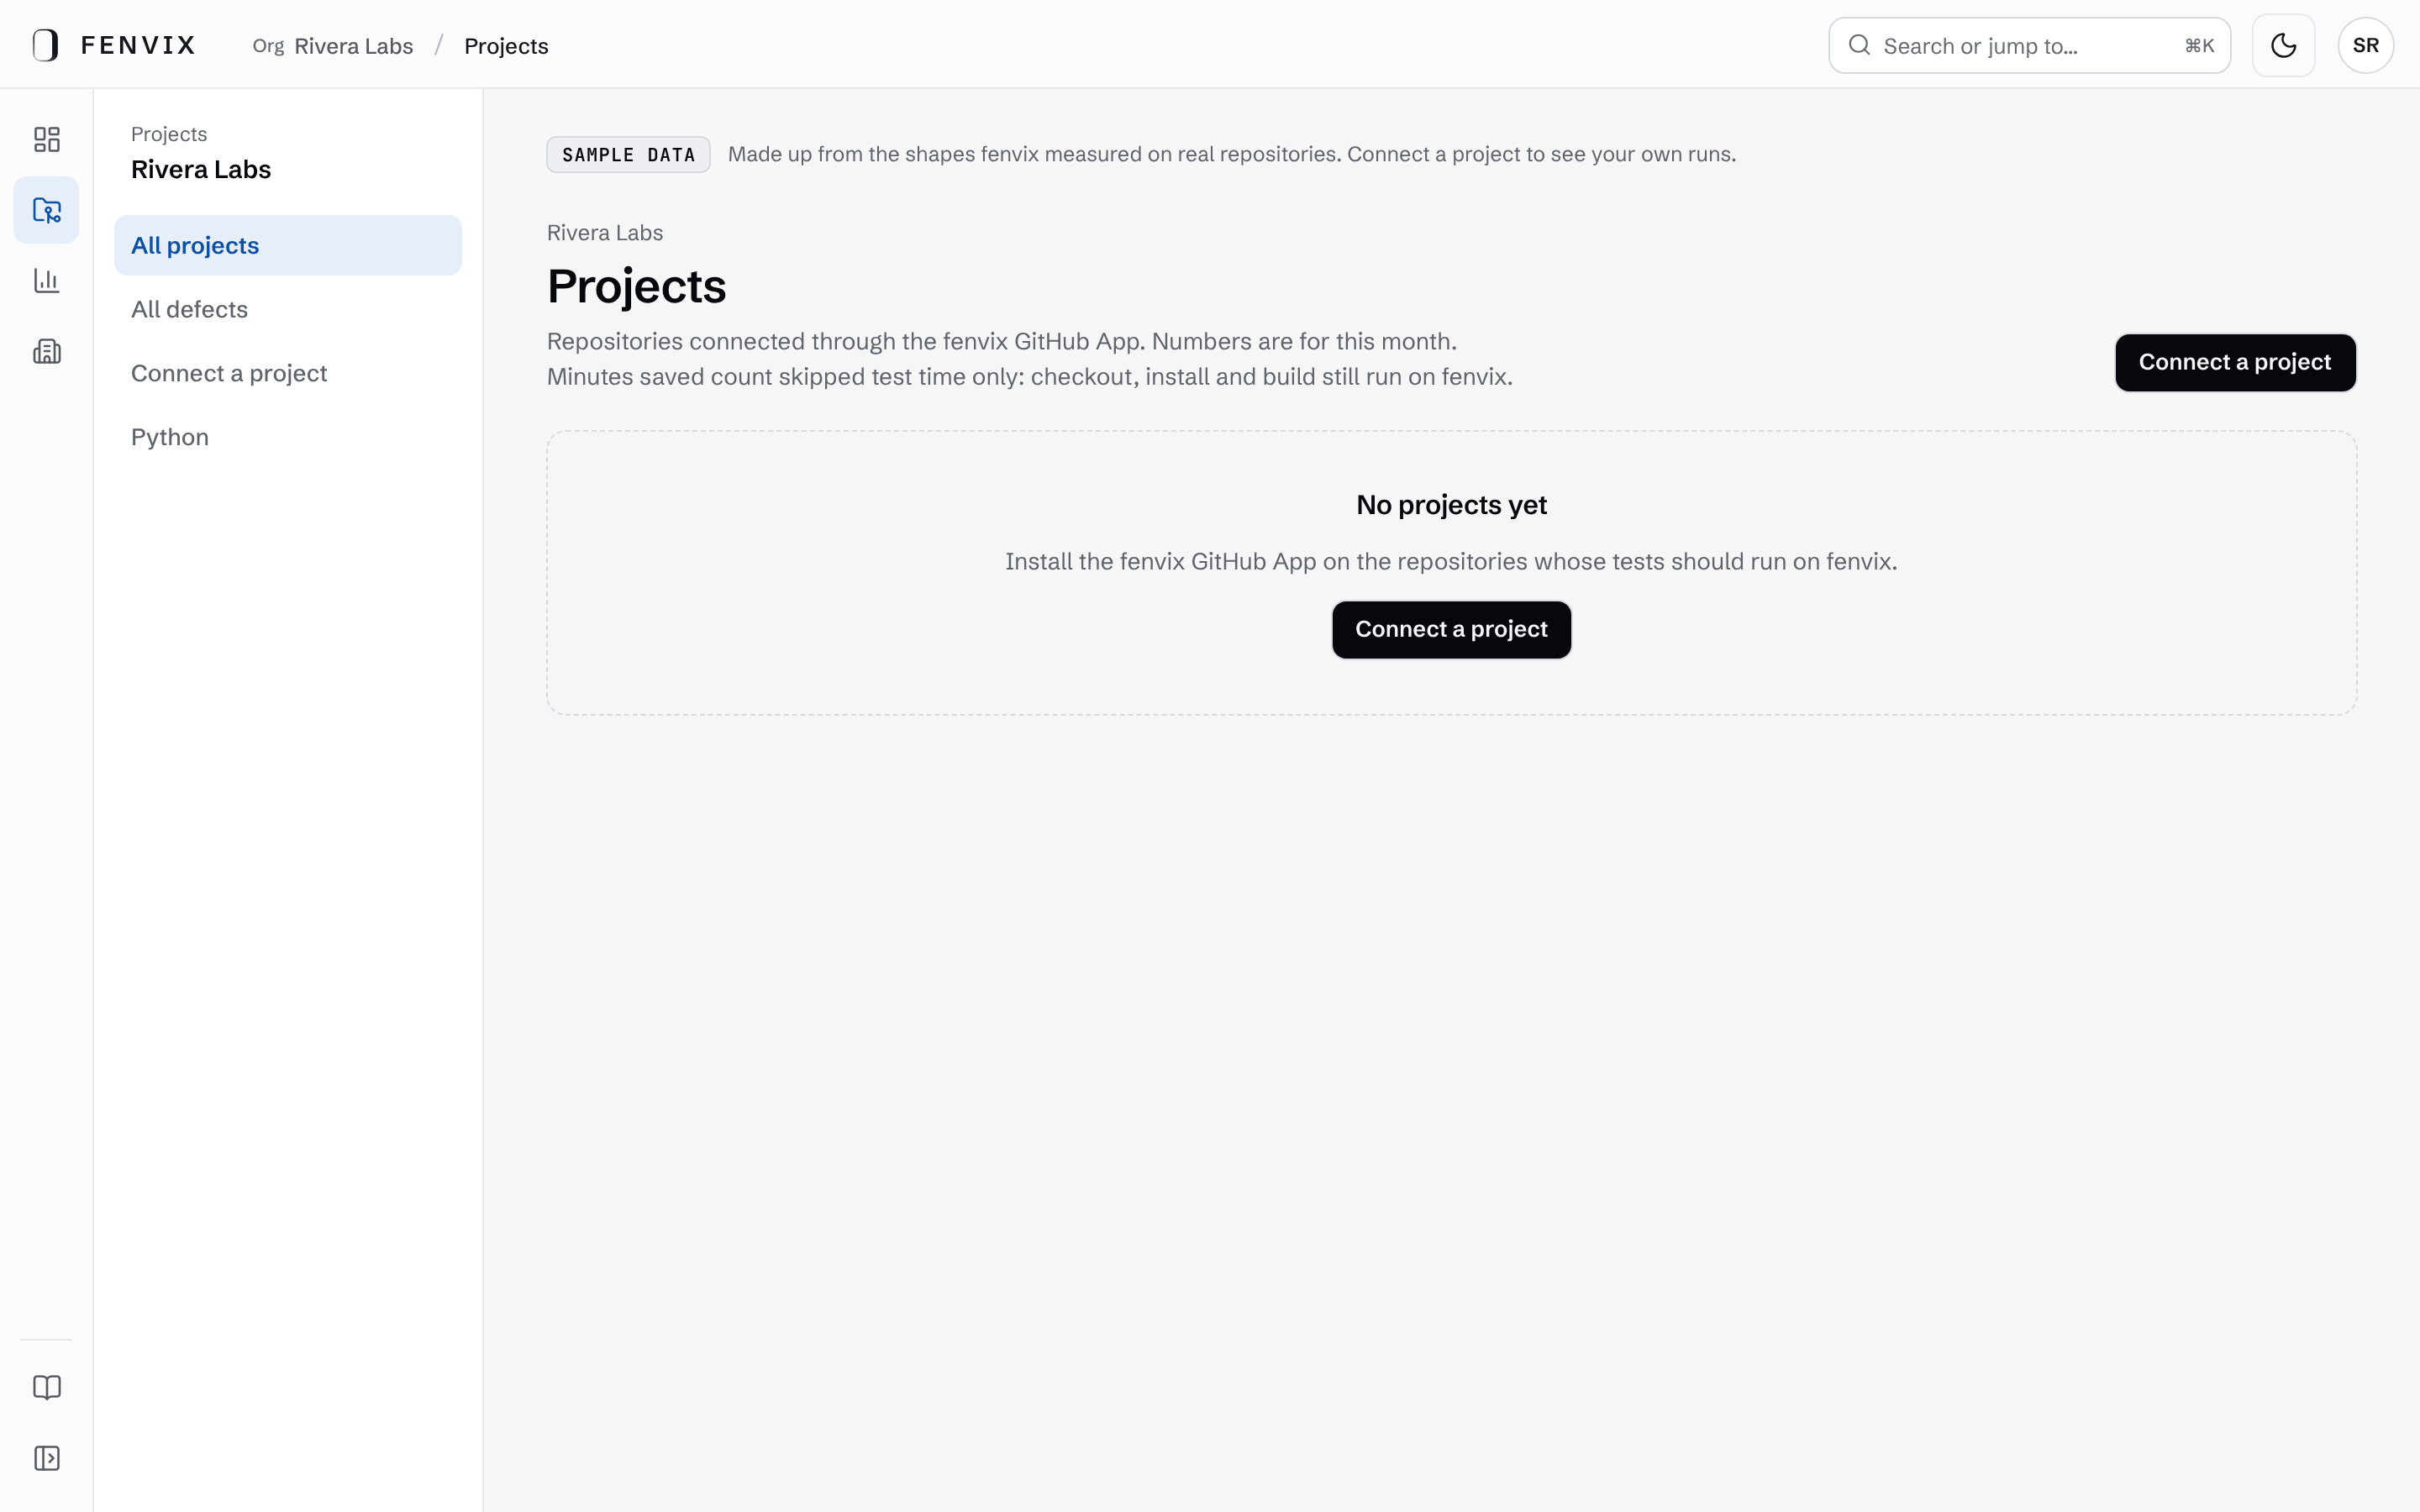 FENVIX
Org Rivera Labs / Projects
Search or jump to...
⌘K
SR
Projects
Rivera Labs
All projects
All defects
Connect a project
Python
SAMPLE DATA
Made up from the shapes fenvix measured on real repositories. Connect a project to see your own runs.
Rivera Labs
Projects
Repositories connected through the fenvix GitHub App. Numbers are for this month.
Minutes saved count skipped test time only: checkout, install and build still run on fenvix.
Connect a project
No projects yet
Install the fenvix GitHub App on the repositories whose tests should run on fenvix.
Connect a project